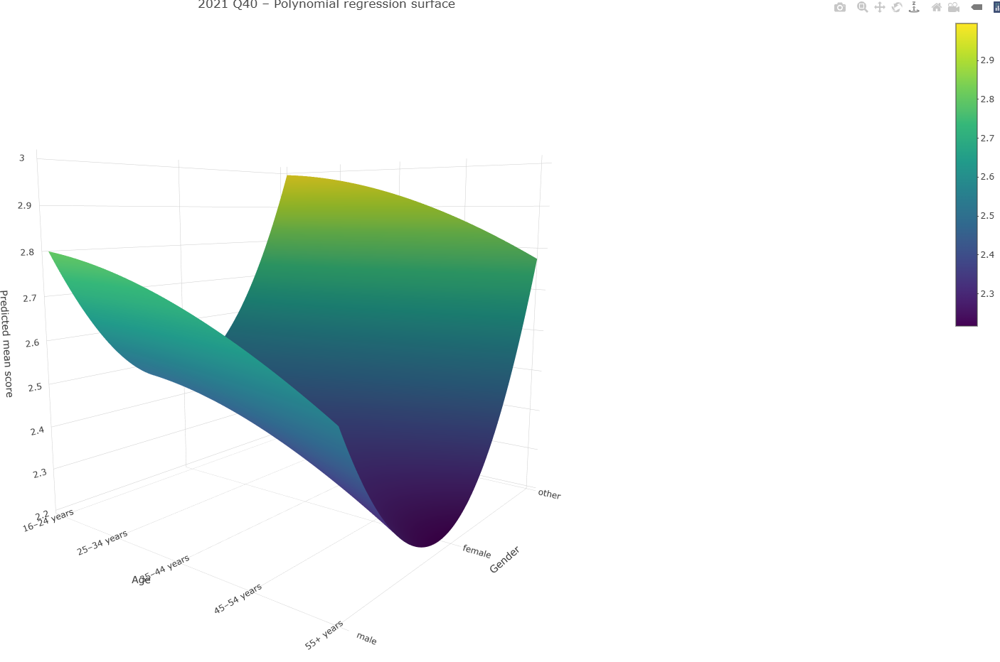 2021 Q40 − Polynomial regression surface
2.9
2.8
2.7
2.6
2.5
2.4
2.3
3
2.9
2.8
2.7
2.6
2.5
2.4
2.3
2.2
Predicted mean score
16−24 years
25−34 years
35−44 years
45−54 years
55+ years
Age
other
female
male
Gender